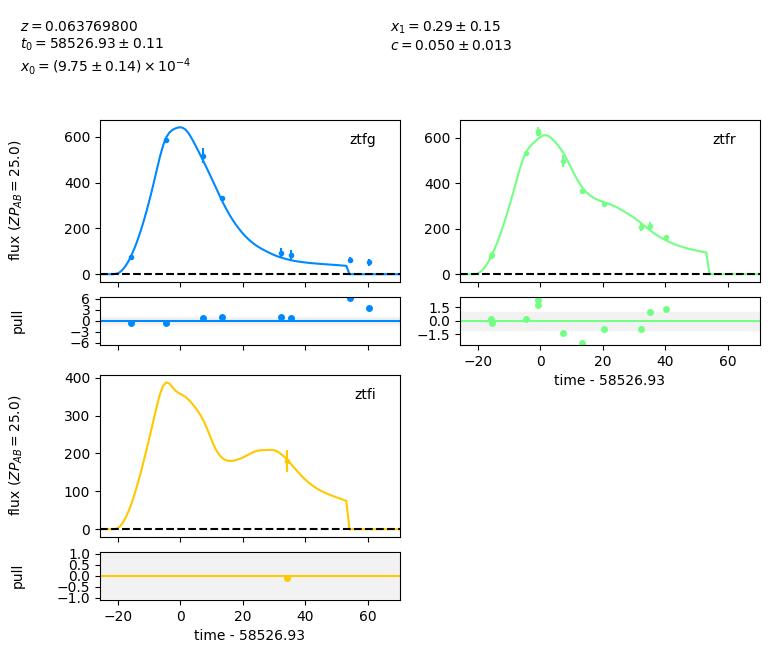 z = 0.063769800
t₀ = 58526.93 ± 0.11
x₀ = (9.75 ± 0.14) × 10⁻⁴
x₁ = 0.29 ± 0.15
c = 0.050 ± 0.013
flux (ZP_AB = 25.0)
600
400
200
0
ztfg
600
400
200
0
ztfr
pull
6
3
0
−3
−6
1.5
0.0
−1.5
−20
0
20
40
60
time - 58526.93
flux (ZP_AB = 25.0)
400
300
200
100
0
ztfi
pull
1.0
0.5
0.0
−0.5
−1.0
−20
0
20
40
60
time - 58526.93